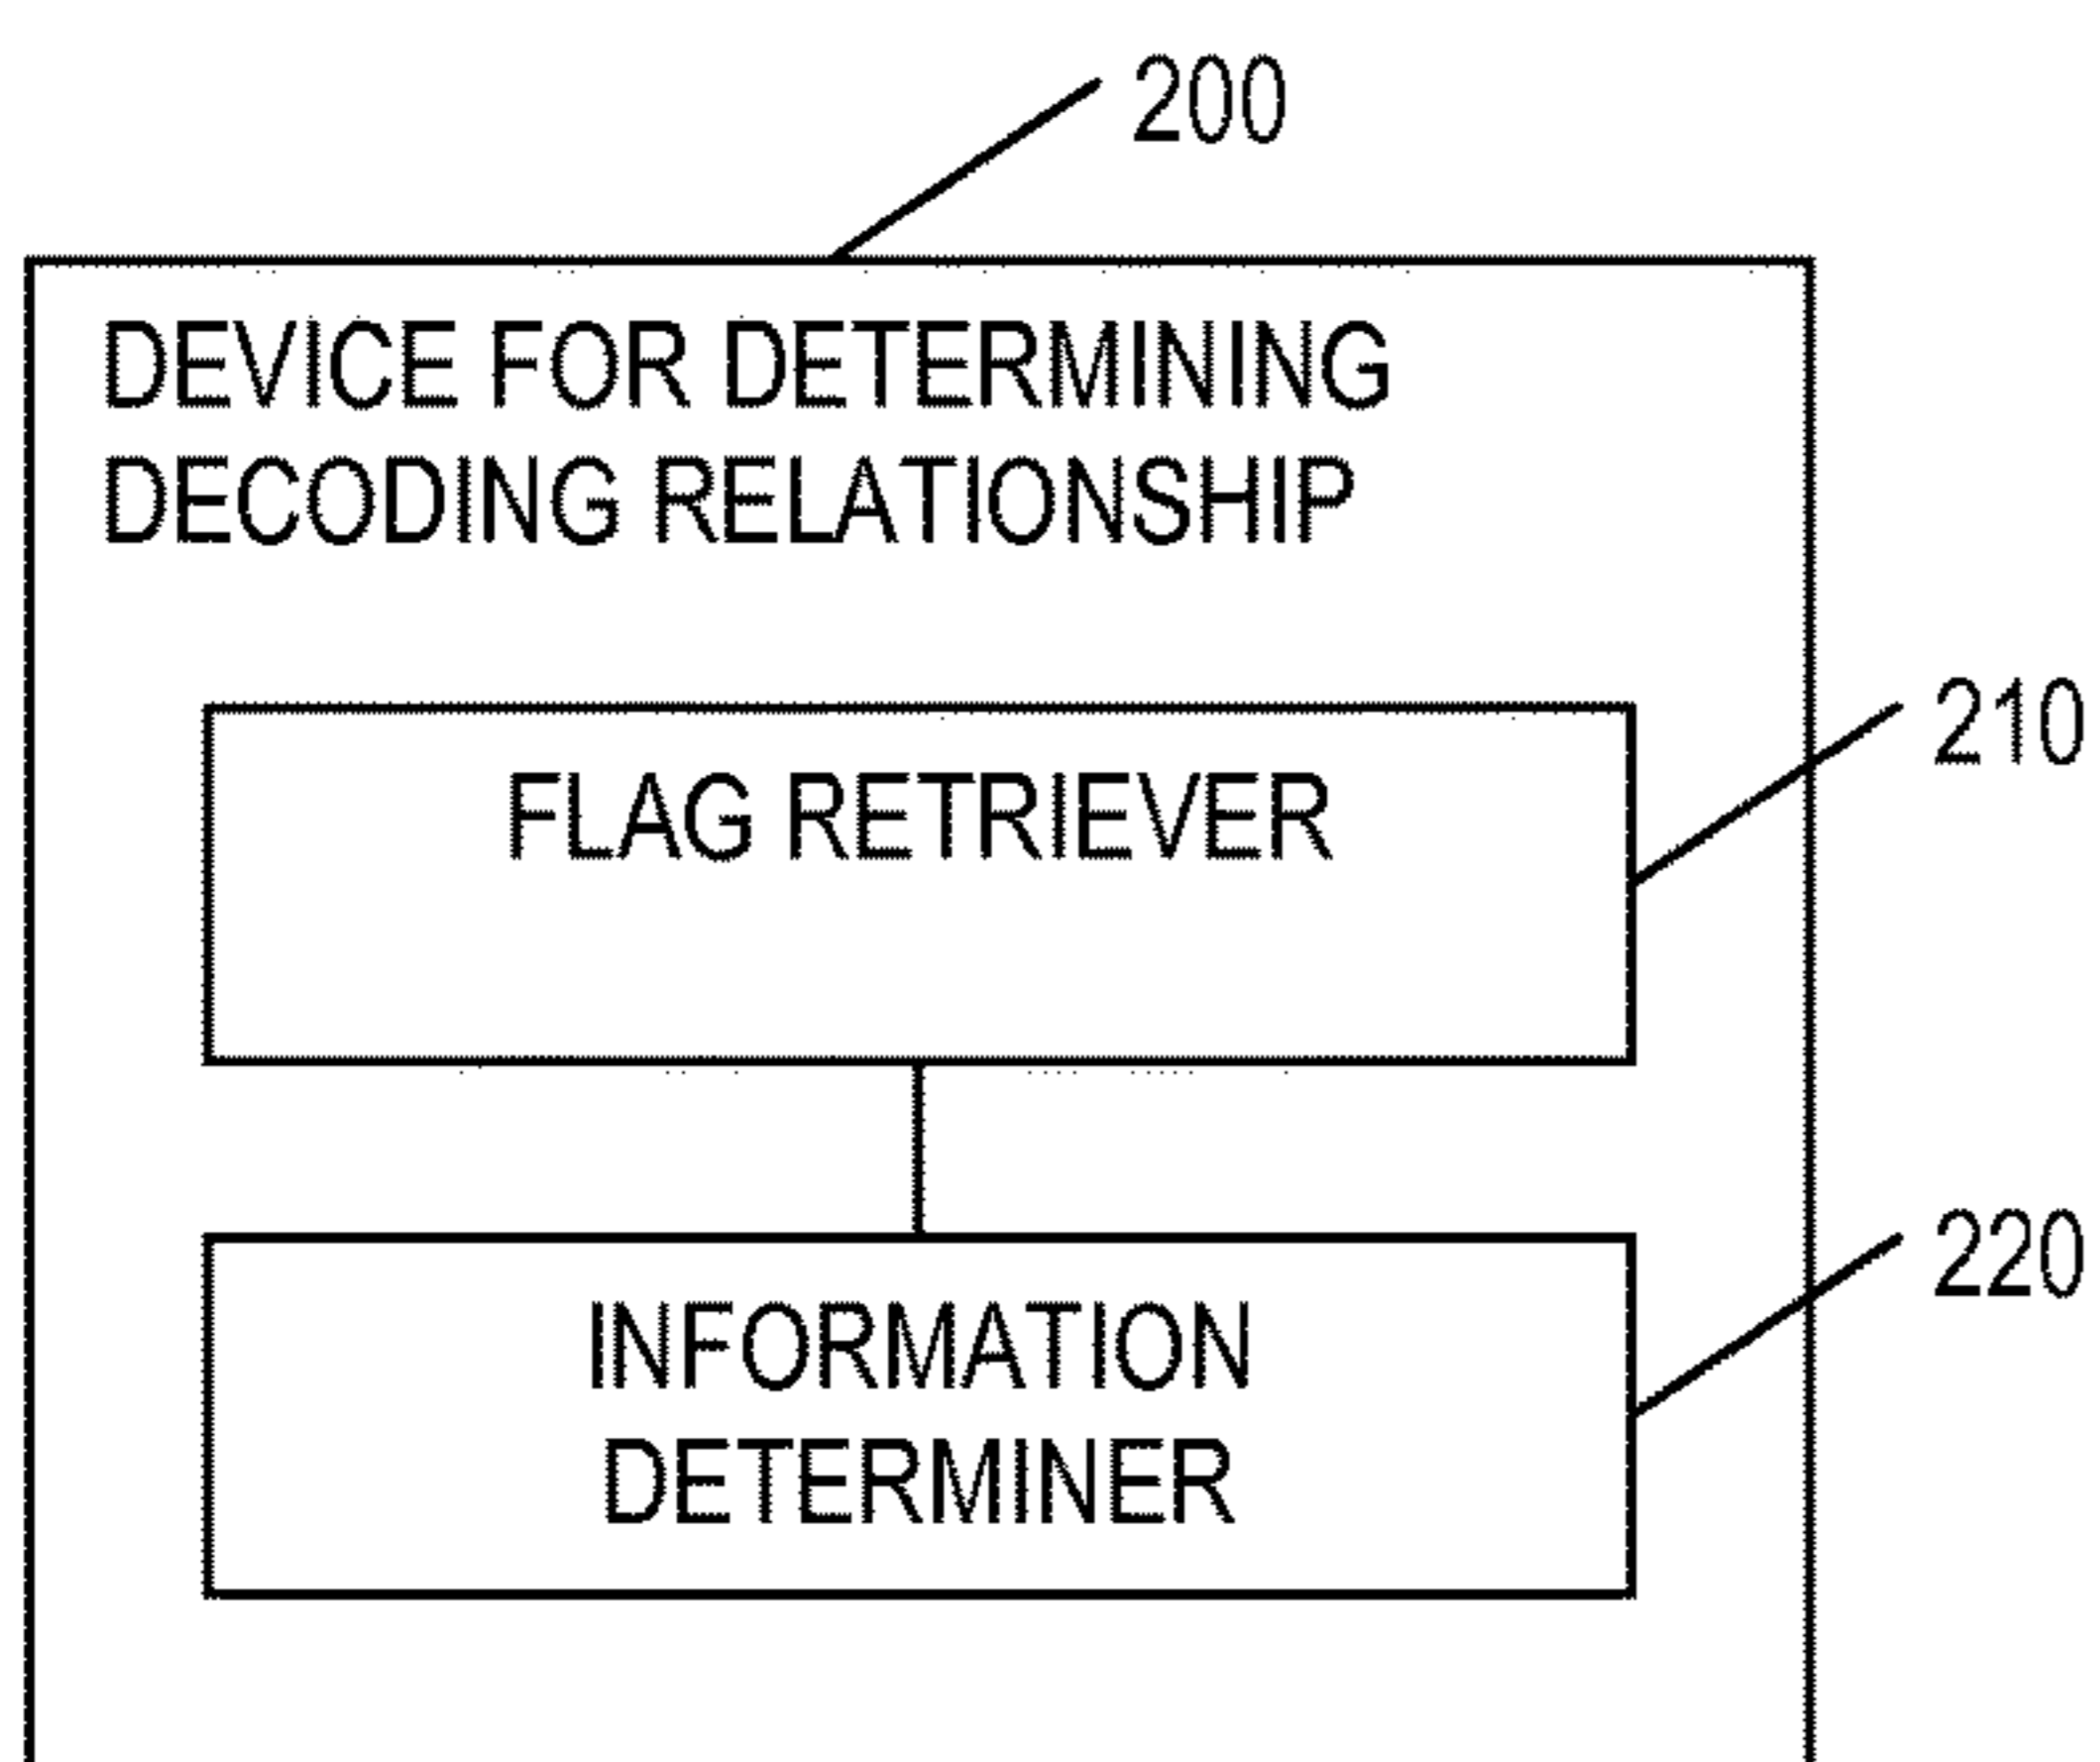 200
DEVICE FOR DETERMINING
DECODING RELATIONSHIP
210
FLAG RETRIEVER
220
INFORMATION
DETERMINER